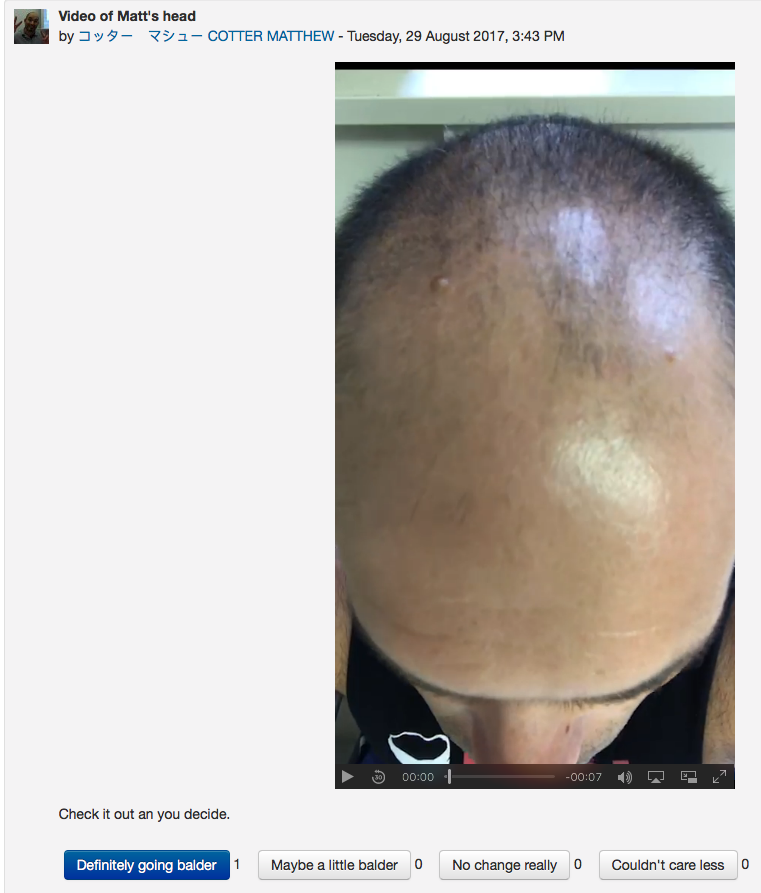 Video of Matt's head
by コッター　マシュー COTTER MATTHEW - Tuesday, 29 August 2017, 3:43 PM
30 00:00 -00:07
Check it out an you decide.
Definitely going balder 1 Maybe a little balder 0 No change really 0 Couldn't care less 0